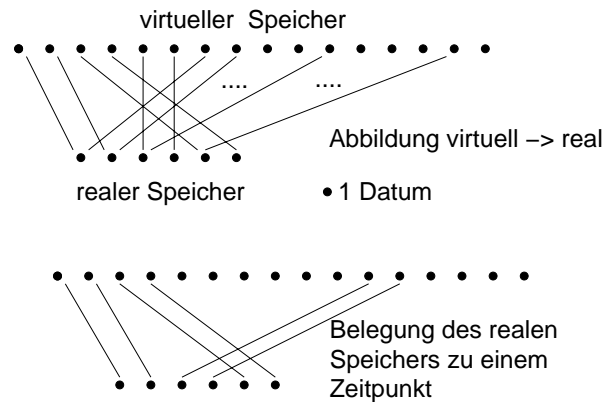 virtueller Speicher
.... ....
Abbildung virtuell −> real
realer Speicher
1 Datum
Belegung des realen
Speichers zu einem
Zeitpunkt